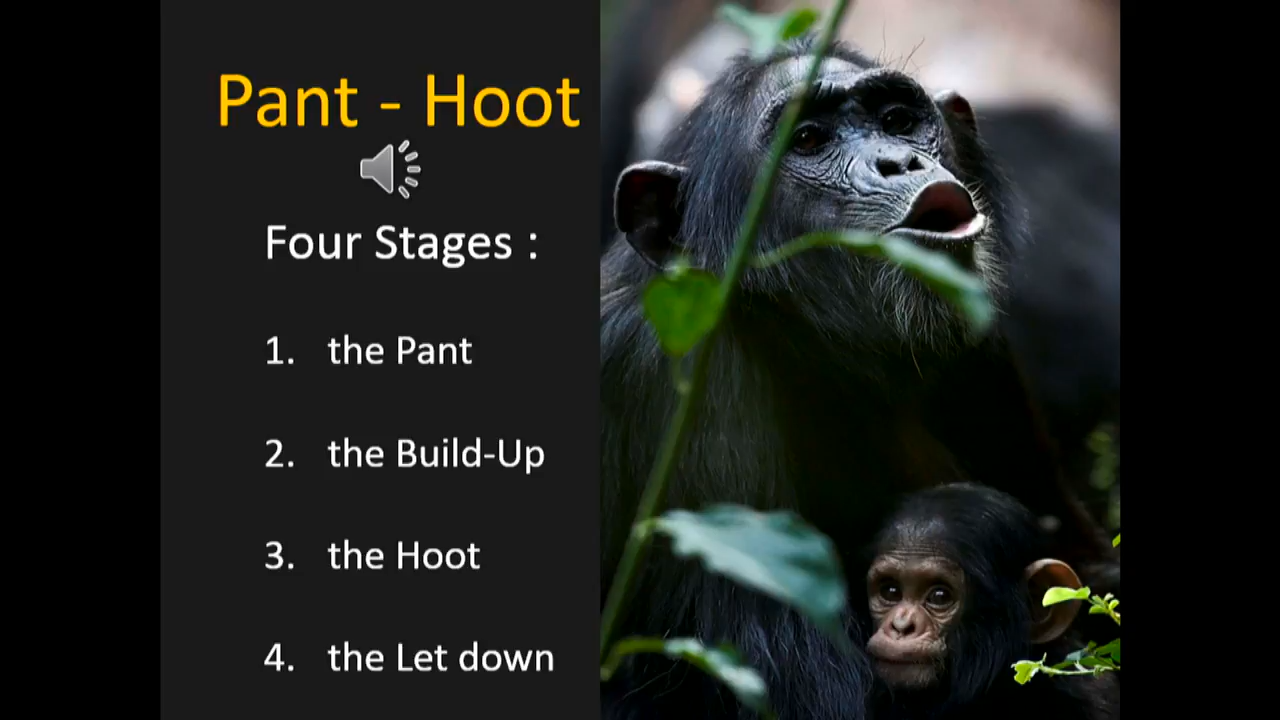 Pant - Hoot
Four Stages :
1. the Pant
2. the Build-Up
3. the Hoot
4. the Let down